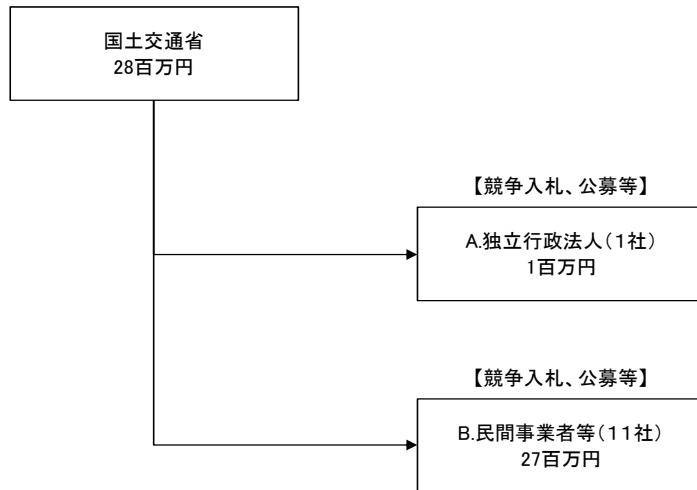 国土交通省
28百万円
【競争入札、公募等】
A.独立行政法人(１社)
1百万円
【競争入札、公募等】
B.民間事業者等(１１社)
27百万円